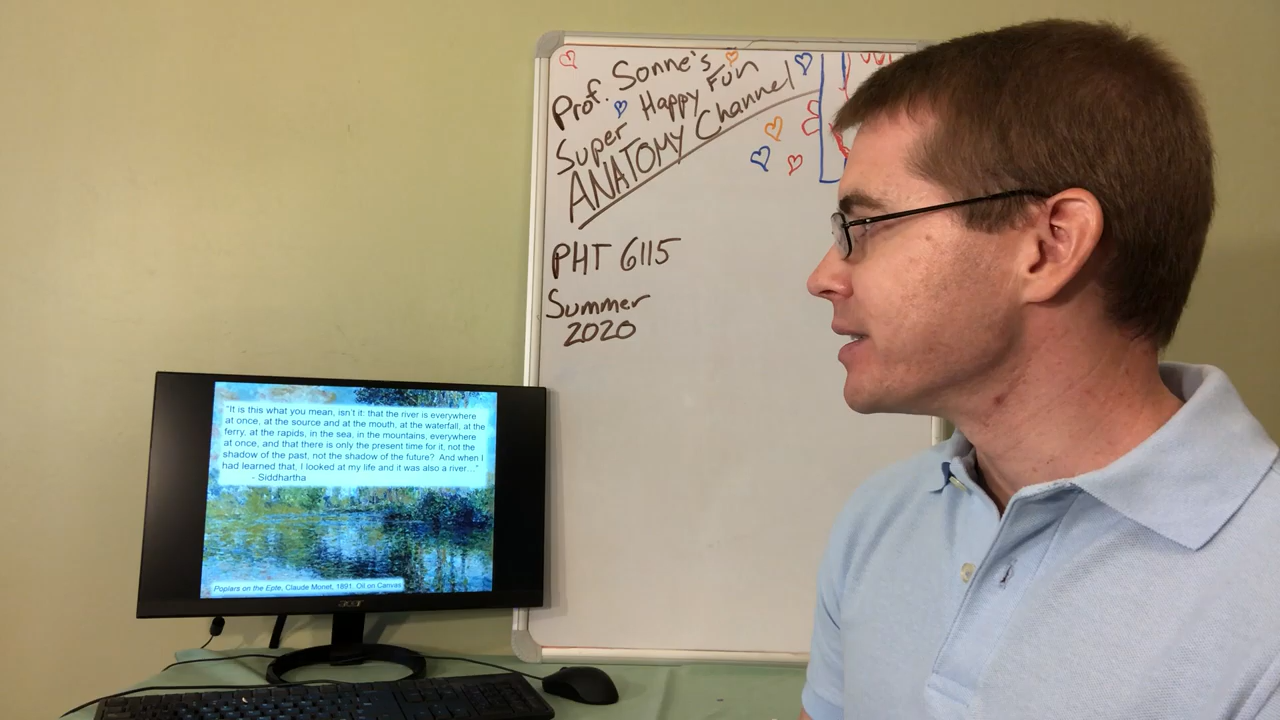 Prof. Sonne's
Super Happy Fun
ANATOMY Channel
PHT 6115
Summer
2020
"It is this what you mean, isn't it: that the river is everywhere
at once, at the source and at the mouth, at the waterfall, at the
ferry, at the rapids, in the sea, in the mountains, everywhere
at once, and that there is only the present time for it, not the
shadow of the past, not the shadow of the future? And when I
had learned that, I looked at my life and it was also a river..."
- Siddhartha
Poplars on the Epte, Claude Monet, 1891. Oil on Canvas
acer